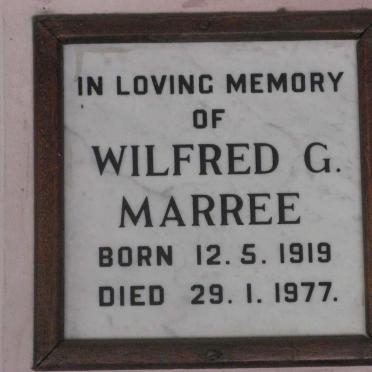 IN LOVING MEMORY
OF
WILFRED G.
MARREE
BORN 12. 5. 1919
DIED 29. 1. 1977.